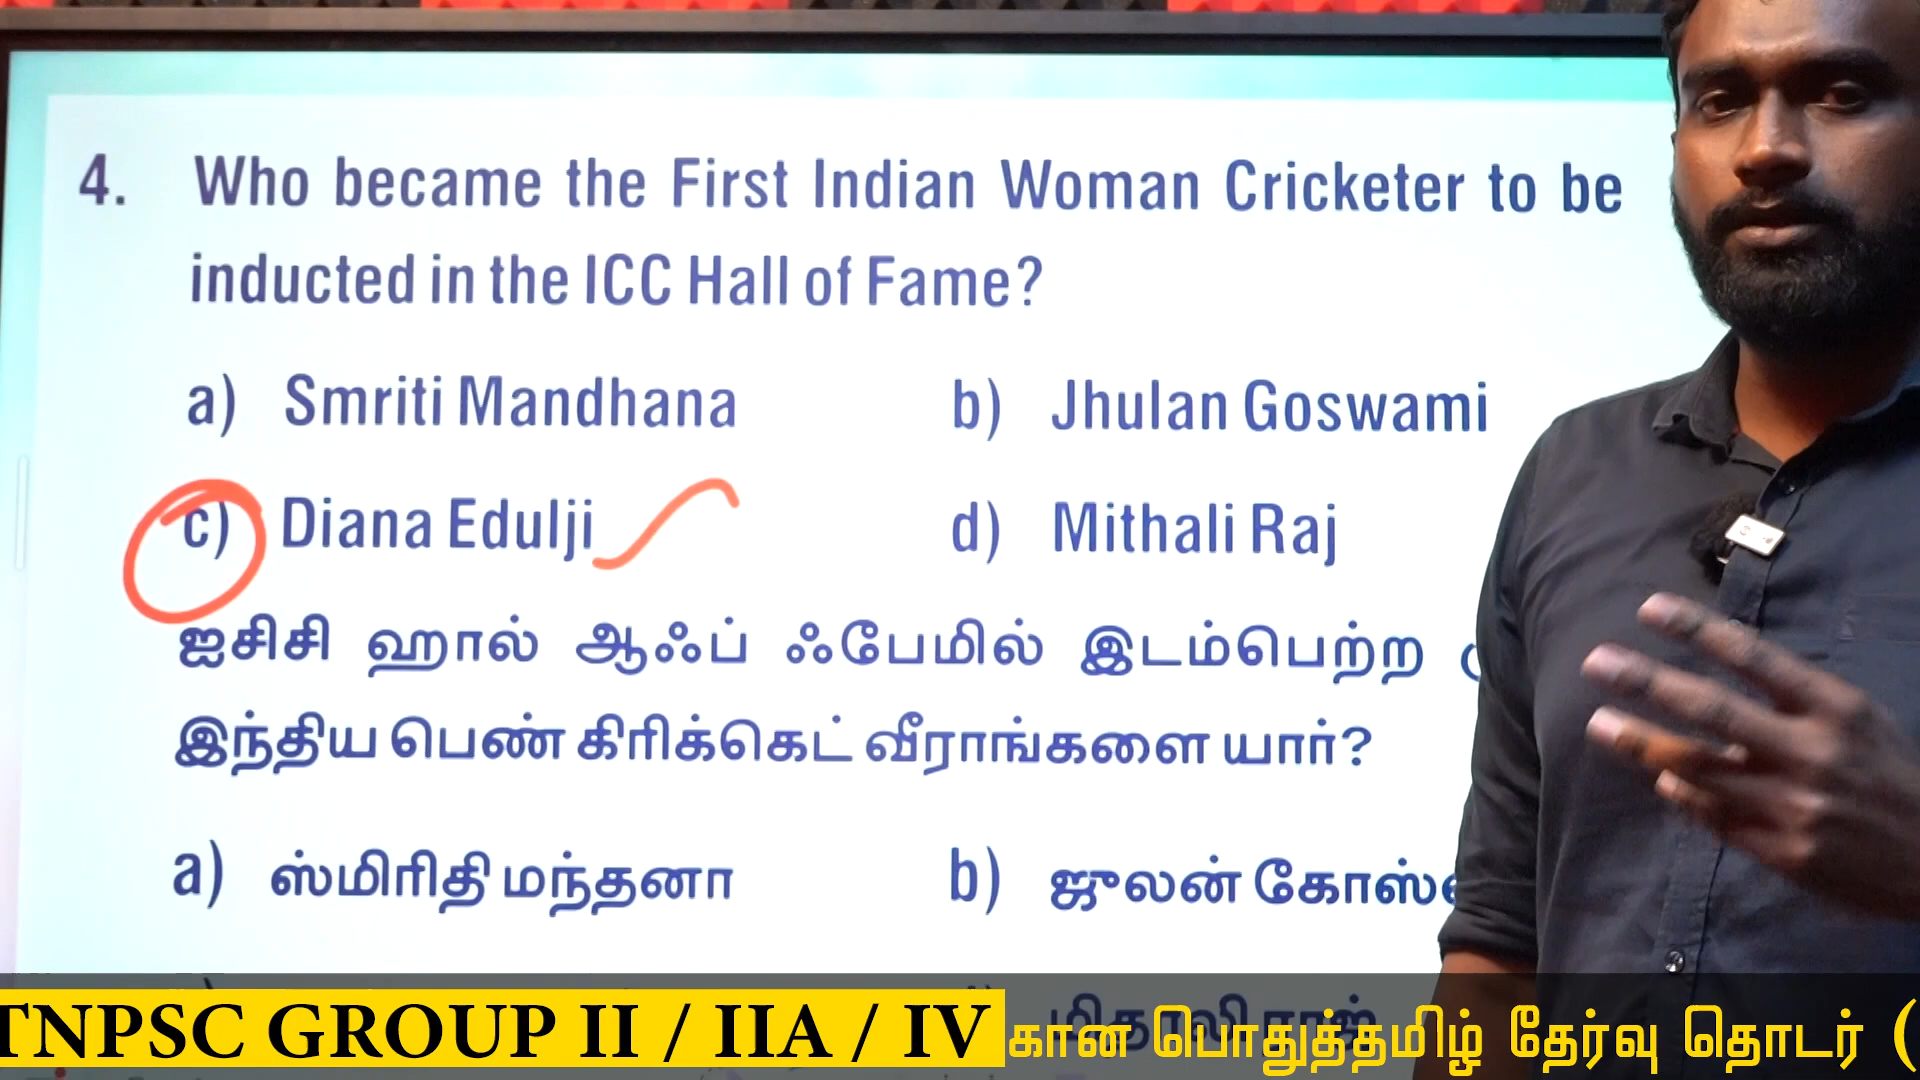 4. Who became the First Indian Woman Cricketer to be
inducted in the ICC Hall of Fame?
a) Smriti Mandhana b) Jhulan Goswami
c) Diana Edulji d) Mithali Raj
ஐசிசி ஹால் ஆஃப் ஃபேமில் இடம்பெற்ற
இந்திய பெண் கிரிக்கெட் வீராங்களை யார்?
a) ஸ்மிரிதி மந்தனா b) ஜுலன்
மிதாலி ராஜ்
TNPSC GROUP II / IIA / IV கான பொதுத்தமிழ் தேர்வு தொடர் (